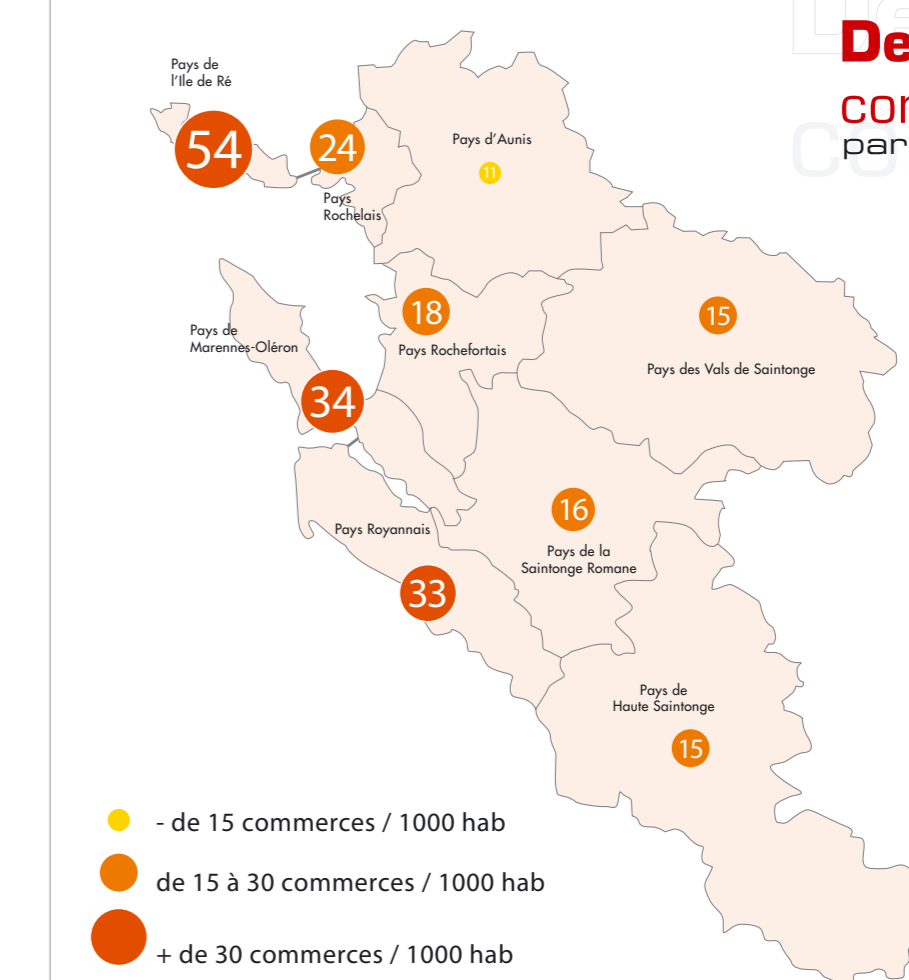 De
con
par
Pays de
l'Ile de Ré
54
24
Pays
Rochelais
Pays d'Aunis
11
18
Pays Rochefortais
15
Pays des Vals de Saintonge
Pays de
Marennes-Oléron
34
16
Pays de la
Saintonge Romane
Pays Royannais
33
Pays de
Haute Saintonge
15
- de 15 commerces / 1000 hab
de 15 à 30 commerces / 1000 hab
+ de 30 commerces / 1000 hab